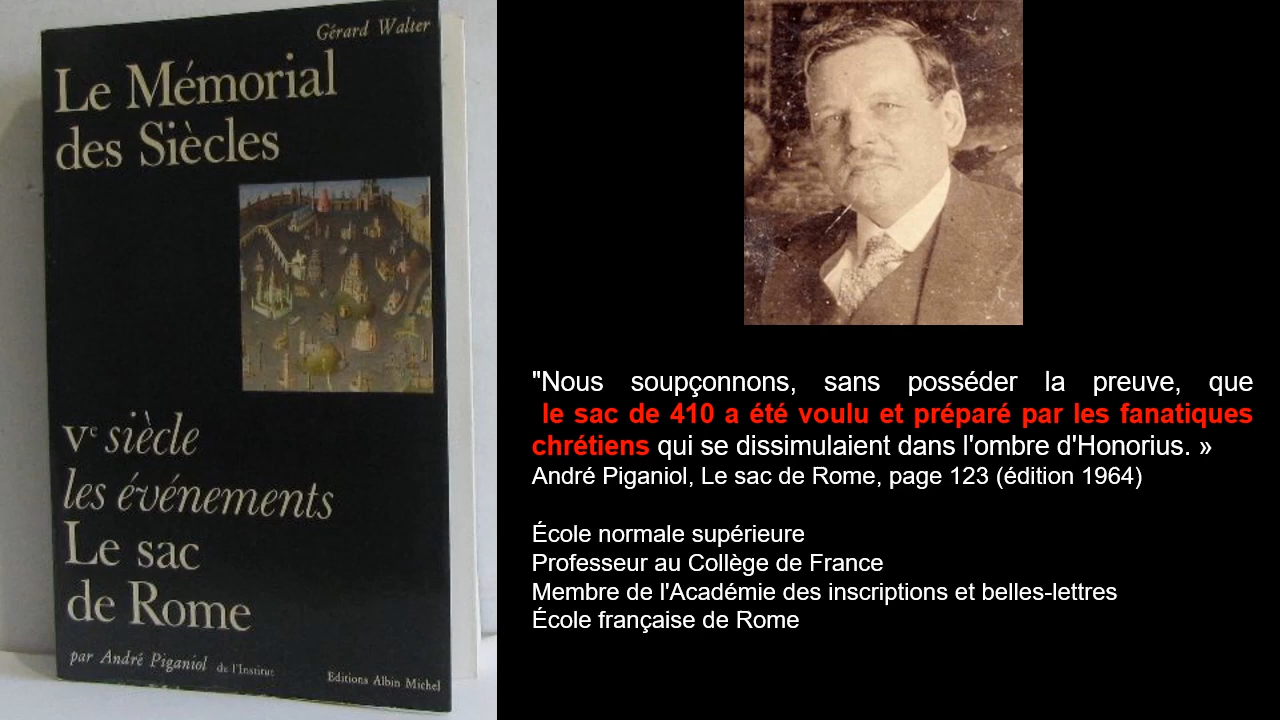 Gérard Walter
Le Mémorial
des Siècles
Ve siècle
les événements
Le sac
de Rome
par André Piganiol de l'Institut
Editions Albin Michel
"Nous soupçonnons, sans posséder la preuve, que
le sac de 410 a été voulu et préparé par les fanatiques
chrétiens qui se dissimulaient dans l'ombre d'Honorius. »
André Piganiol, Le sac de Rome, page 123 (édition 1964)
École normale supérieure
Professeur au Collège de France
Membre de l'Académie des inscriptions et belles-lettres
École française de Rome